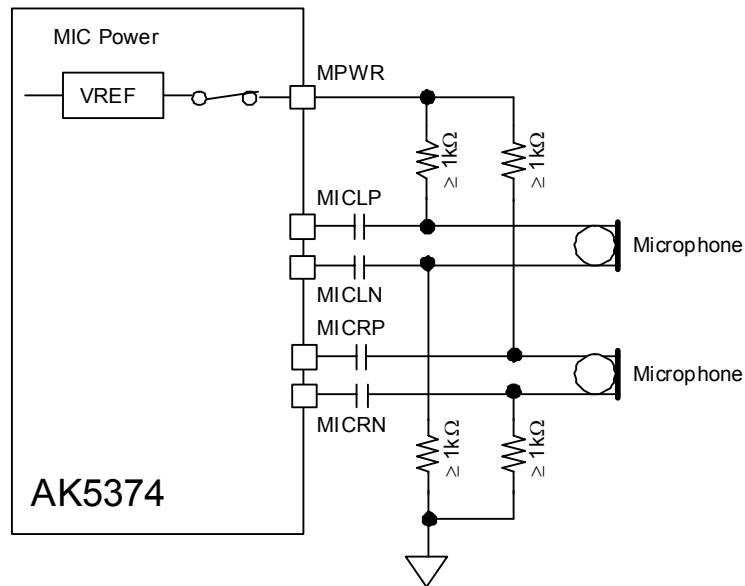 MIC Power
MPWR
VREF
≥ 1kΩ
≥ 1kΩ
MICLP
Microphone
MICLN
MICRP
Microphone
MICRN
≥ 1kΩ
≥ 1kΩ
AK5374